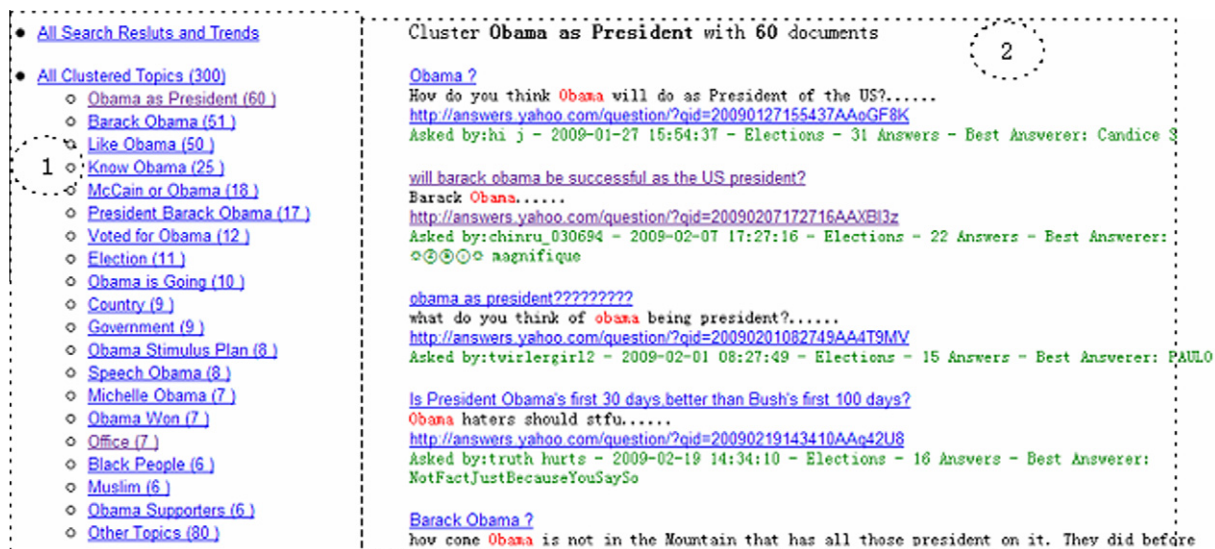 All Search Resluts and Trends
All Clustered Topics (300)
Obama as President (60 )
Barack Obama (51 )
Like Obama (50 )
1
Know Obama (25 )
McCain or Obama (18 )
President Barack Obama (17 )
Voted for Obama (12 )
Election (11 )
Obama is Going (10 )
Country (9 )
Government (9 )
Obama Stimulus Plan (8 )
Speech Obama (8 )
Michelle Obama (7 )
Obama Won (7 )
Office (7 )
Black People (6 )
Muslim (6 )
Obama Supporters (6 )
Other Topics (80 )
Cluster Obama as President with 60 documents
2
Obama ?
How do you think Obama will do as President of the US?......
http://answers.yahoo.com/question/?qid=20090127155437AAoGF8K
Asked by:hi j - 2009-01-27 15:54:37 - Elections - 31 Answers - Best Answerer: Candice S
will barack obama be successful as the US president?
Barack Obama......
http://answers.yahoo.com/question/?qid=20090207172716AAXBI3z
Asked by:chinru_030694 - 2009-02-07 17:27:16 - Elections - 22 Answers - Best Answerer:
magnifique
obama as president?????????
what do you think of obama being president?......
http://answers.yahoo.com/question/?qid=20090201082749AA4T9MV
Asked by:twirlergirl2 - 2009-02-01 08:27:49 - Elections - 15 Answers - Best Answerer: PAULO
Is President Obama's first 30 days,better than Bush's first 100 days?
Obama haters should stfu......
http://answers.yahoo.com/question/?qid=20090219143410AAq42U8
Asked by:truth hurts - 2009-02-19 14:34:10 - Elections - 16 Answers - Best Answerer:
NotFactJustBecauseYouSaySo
Barack Obama ?
how come Obama is not in the Mountain that has all those president on it. They did before